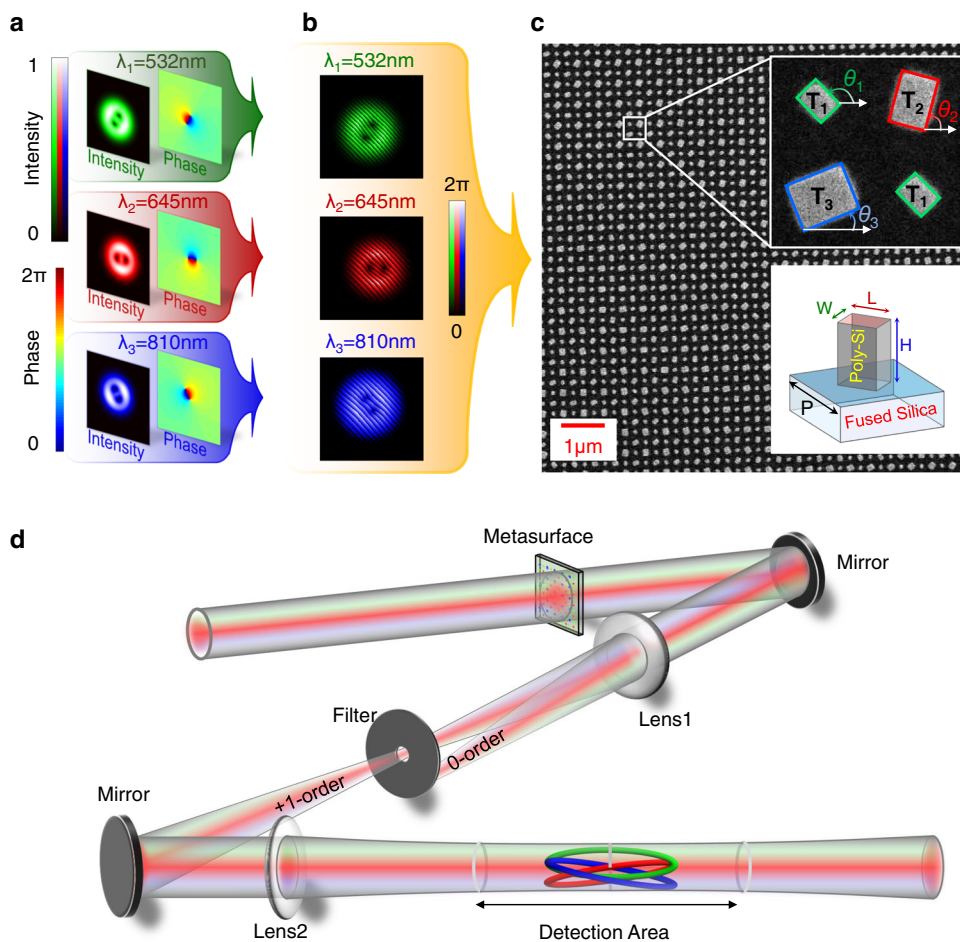 a
λ1=532nm
1
Intensity
0
Intensity
Phase
λ2=645nm
2π
Phase
0
Intensity
Phase
λ3=810nm
Intensity
Phase
b
λ1=532nm
λ2=645nm
2π
0
λ3=810nm
c
T1
θ1
T2
θ2
T3
θ3
T1
1μm
W
L
H
Poly-Si
P
Fused Silica
d
Metasurface
Mirror
Lens1
Filter
0-order
+1-order
Mirror
Lens2
Detection Area